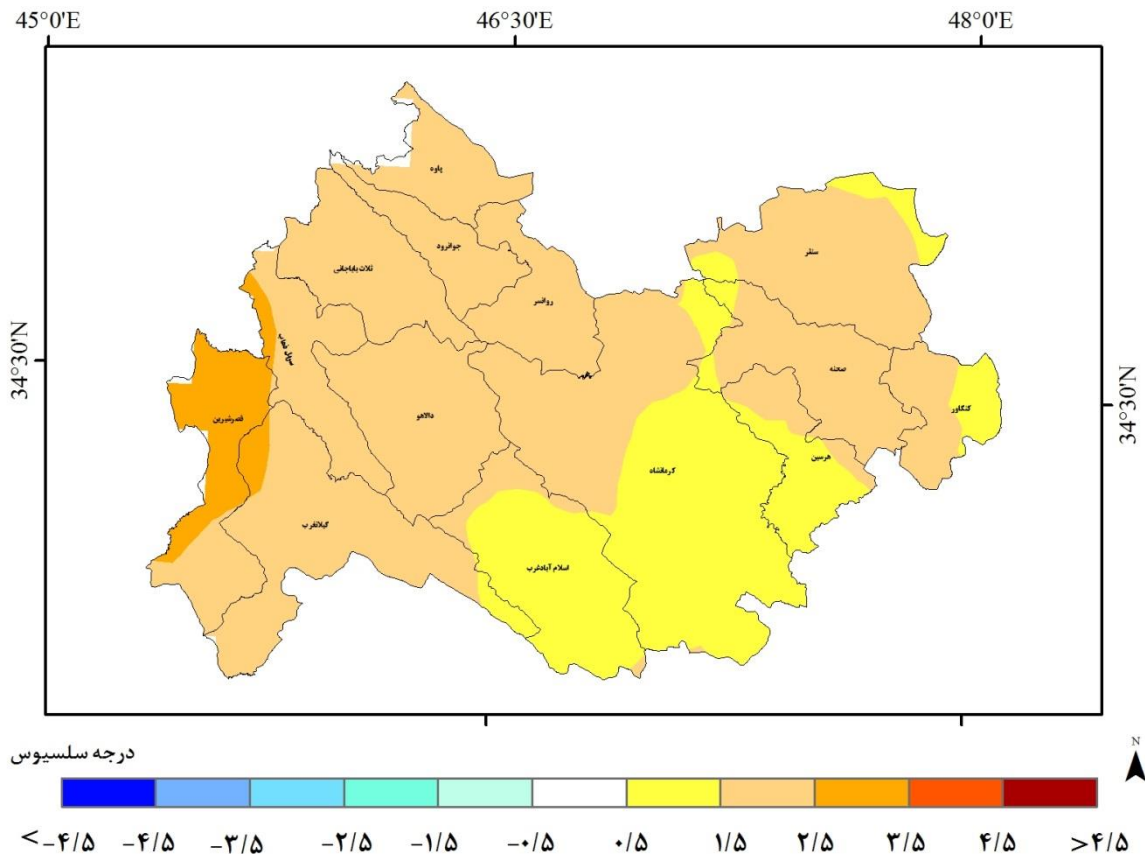 45°0'E 46°30'E 48°0'E
34°30'N
34°30'N
پاوه
جوانرود
ثلاث باباجانی
روانسر
سنقر
صحنه
کنگاور
قصرشیرین
دالاهو
کرمانشاه
هرسین
گیلانغرب
اسلام آبادغرب
درجه سلسیوس
N
<-۴/۵ -۴/۵ -۳/۵ -۲/۵ -۱/۵ -۰/۵ ۰/۵ ۱/۵ ۲/۵ ۳/۵ ۴/۵ >۴/۵